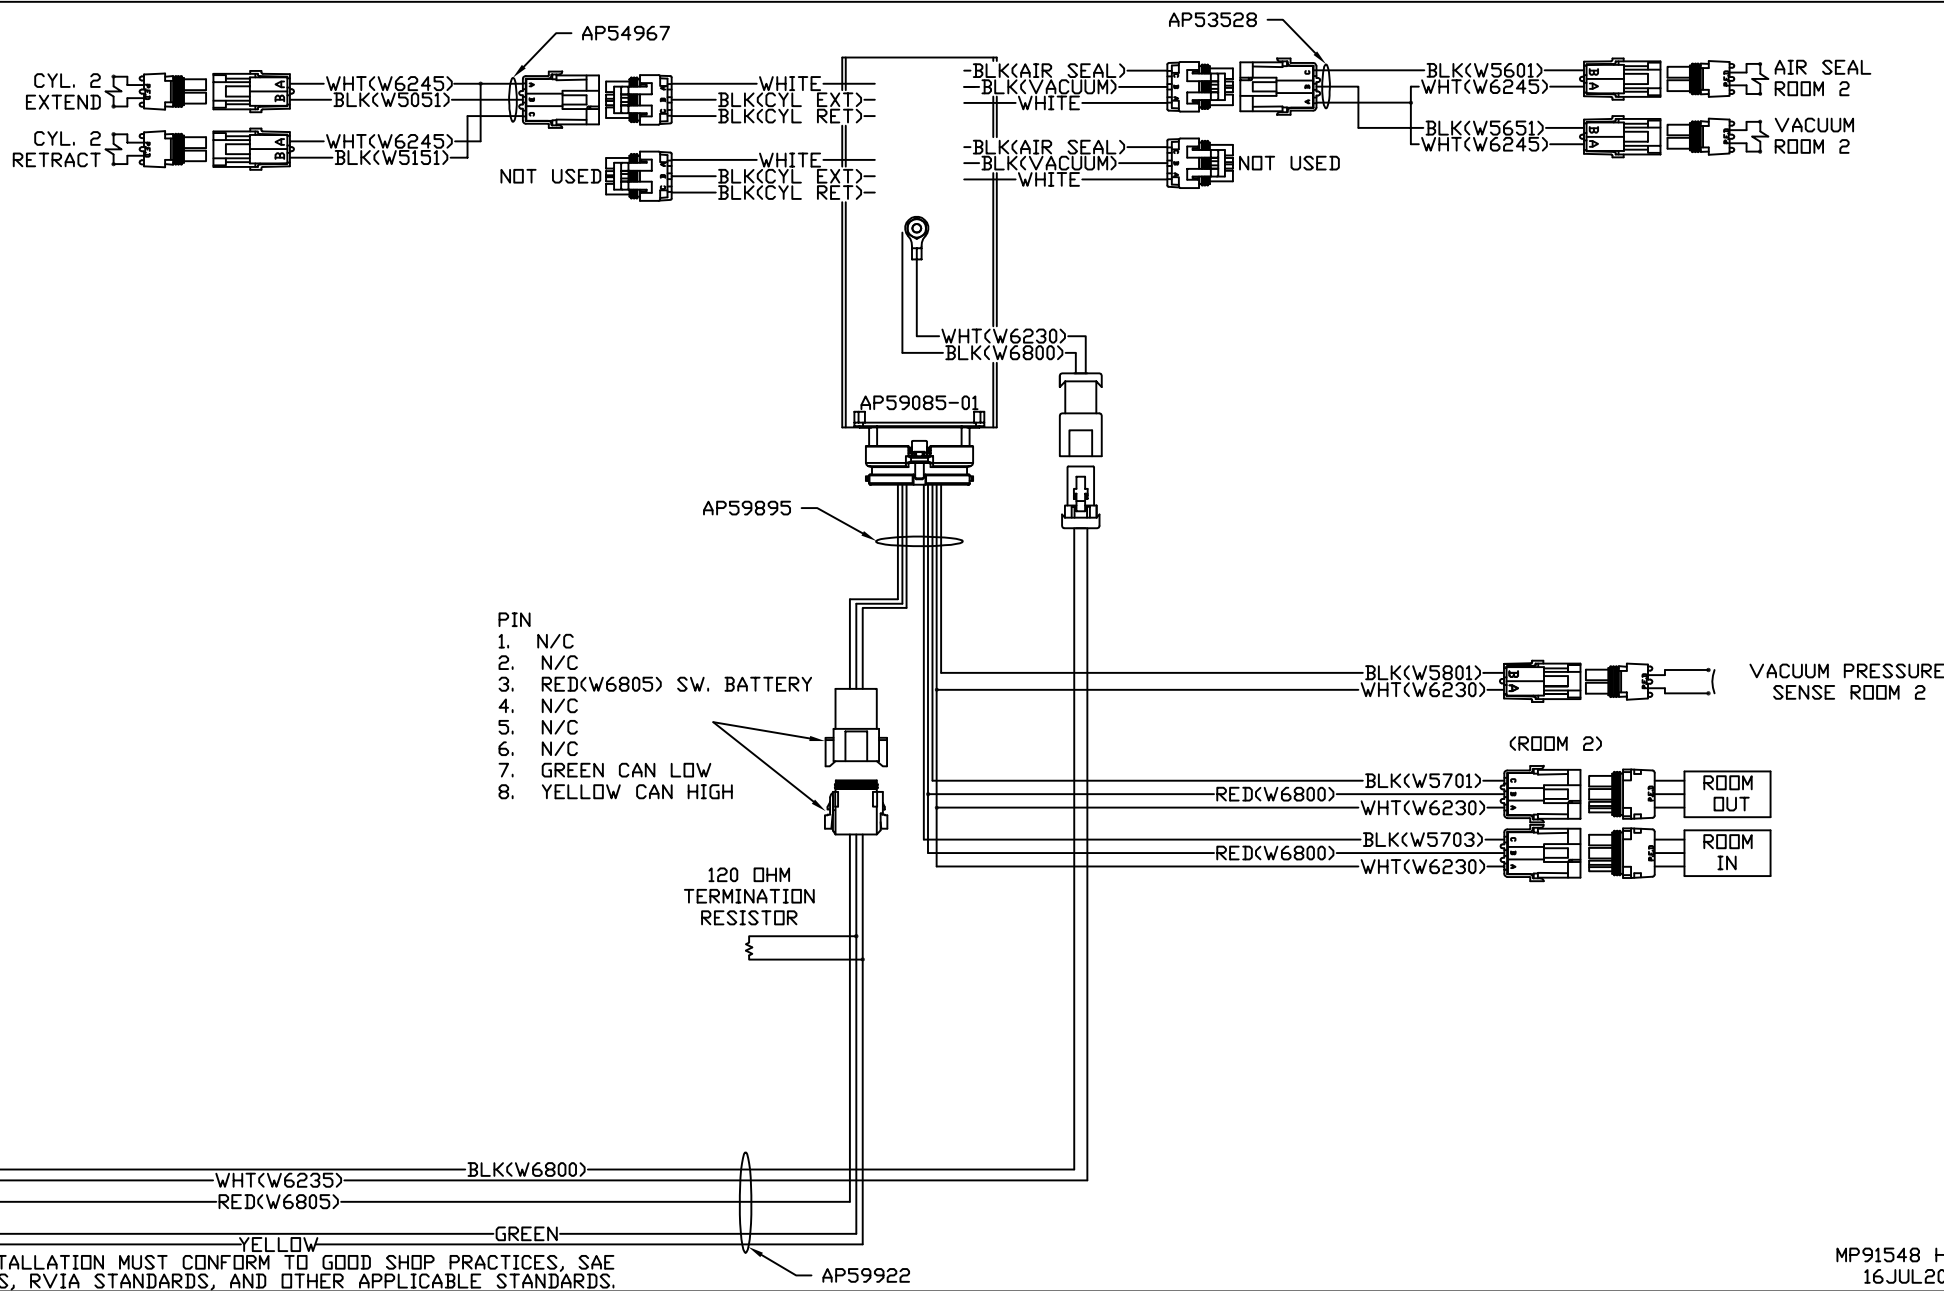 AP54967
AP53528
CYL. 2
EXTEND
P.E.D
A
B
WHT(W6245)
BLK(W5051)
A
B
C
WHITE
BLK(CYL EXT)
BLK(CYL RET)
CYL. 2
RETRACT
P.E.D
A
B
WHT(W6245)
BLK(W5151)
NOT USED
WHITE
BLK(CYL EXT)
BLK(CYL RET)
BLK(AIR SEAL)
BLK(VACUUM)
WHITE
C
B
A
BLK(W5601)
WHT(W6245)
B
A
AIR SEAL
ROOM 2
BLK(AIR SEAL)
BLK(VACUUM)
WHITE
NOT USED
BLK(W5651)
WHT(W6245)
B
A
VACUUM
ROOM 2
WHT(W6230)
BLK(W6800)
AP59085-01
AP59895
PIN
1. N/C
2. N/C
3. RED(W6805) SW. BATTERY
4. N/C
5. N/C
6. N/C
7. GREEN CAN LOW
8. YELLOW CAN HIGH
BLK(W5801)
WHT(W6230)
B
A
P.E.D
VACUUM PRESSURE
SENSE ROOM 2
(ROOM 2)
BLK(W5701)
RED(W6800)
WHT(W6230)
C
B
A
P.E.D
ROOM
OUT
BLK(W5703)
RED(W6800)
WHT(W6230)
C
B
A
P.E.D
ROOM
IN
120 OHM
TERMINATION
RESISTOR
BLK(W6800)
WHT(W6235)
RED(W6805)
GREEN
YELLOW
TALLATION MUST CONFORM TO GOOD SHOP PRACTICES, SAE
S, RVIA STANDARDS, AND OTHER APPLICABLE STANDARDS.
AP59922
MP91548 H
16JUL20